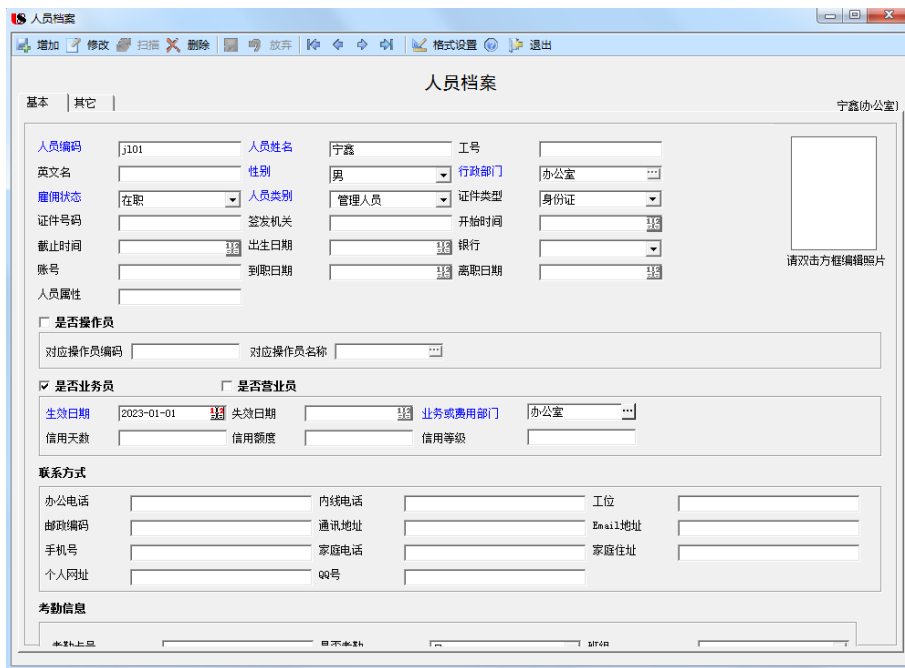 人员档案
增加 修改 扫描 删除 放弃 格式设置 退出
人员档案
基本 其它 宁鑫(办公室)
人员编码 j101 人员姓名 宁鑫 工号
英文名 性别 男 行政部门 办公室
雇佣状态 在职 人员类别 管理人员 证件类型 身份证
证件号码 签发机关 开始时间
截止时间 出生日期 银行
请双击方框编辑照片
账号 到职日期 离职日期
人员属性
是否操作员
对应操作员编码 对应操作员名称
是否业务员 是否营业员
生效日期 2023-01-01 失效日期 业务或费用部门 办公室
信用天数 信用额度 信用等级
联系方式
办公电话 内线电话 工位
邮政编码 通讯地址 Email地址
手机号 家庭电话 家庭住址
个人网址 QQ号
考勤信息
考勤卡号 是否考勤 班组